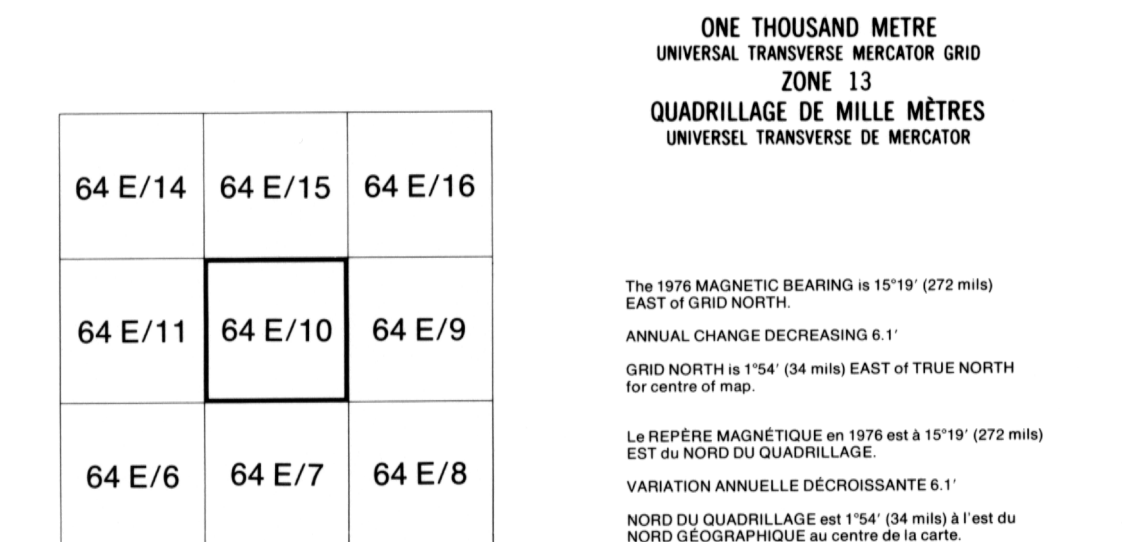 ONE THOUSAND METRE
UNIVERSAL TRANSVERSE MERCATOR GRID
ZONE 13
QUADRILLAGE DE MILLE MÈTRES
UNIVERSEL TRANSVERSE DE MERCATOR
64 E/14 64 E/15 64 E/16
64 E/11 64 E/10 64 E/9
64 E/6 64 E/7 64 E/8
The 1976 MAGNETIC BEARING is 15°19′ (272 mils)
EAST of GRID NORTH.
ANNUAL CHANGE DECREASING 6.1′
GRID NORTH is 1°54′ (34 mils) EAST of TRUE NORTH
for centre of map.
Le REPÈRE MAGNÉTIQUE en 1976 est à 15°19′ (272 mils)
EST du NORD DU QUADRILLAGE.
VARIATION ANNUELLE DÉCROISSANTE 6.1′
NORD DU QUADRILLAGE est 1°54′ (34 mils) à l'est du
NORD GÉOGRAPHIQUE au centre de la carte.